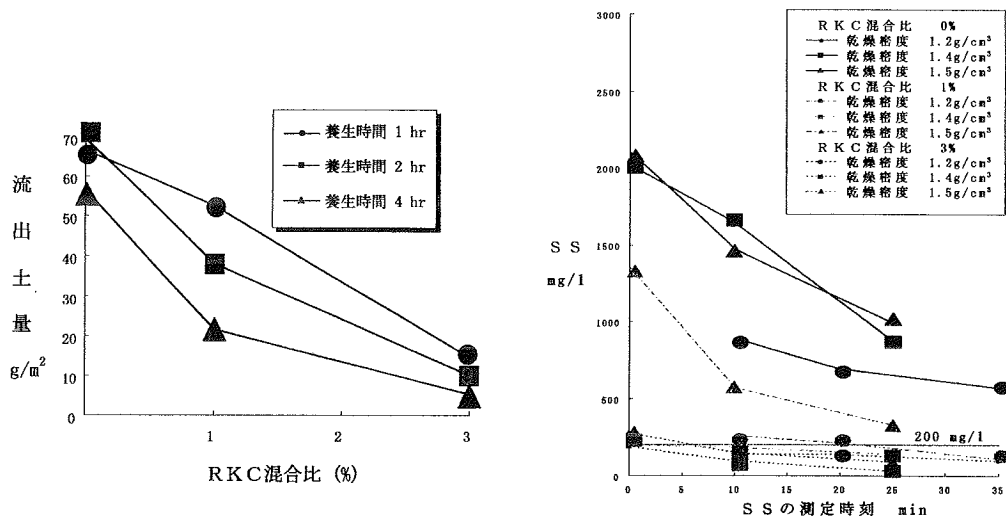 流
出
土
量
g/m²
70
60
50
40
30
20
10
0
1
2
3
RKC混合比 (%)
養生時間 1 hr
養生時間 2 hr
養生時間 4 hr
SS
mg/l
3000
2500
2000
1500
1000
500
0
0
5
10
15
20
25
30
35
SSの測定時刻 min
200 mg/l
RKC混合比 0%
乾燥密度 1.2g/cm³
乾燥密度 1.4g/cm³
乾燥密度 1.5g/cm³
RKC混合比 1%
乾燥密度 1.2g/cm³
乾燥密度 1.4g/cm³
乾燥密度 1.5g/cm³
RKC混合比 3%
乾燥密度 1.2g/cm³
乾燥密度 1.4g/cm³
乾燥密度 1.5g/cm³